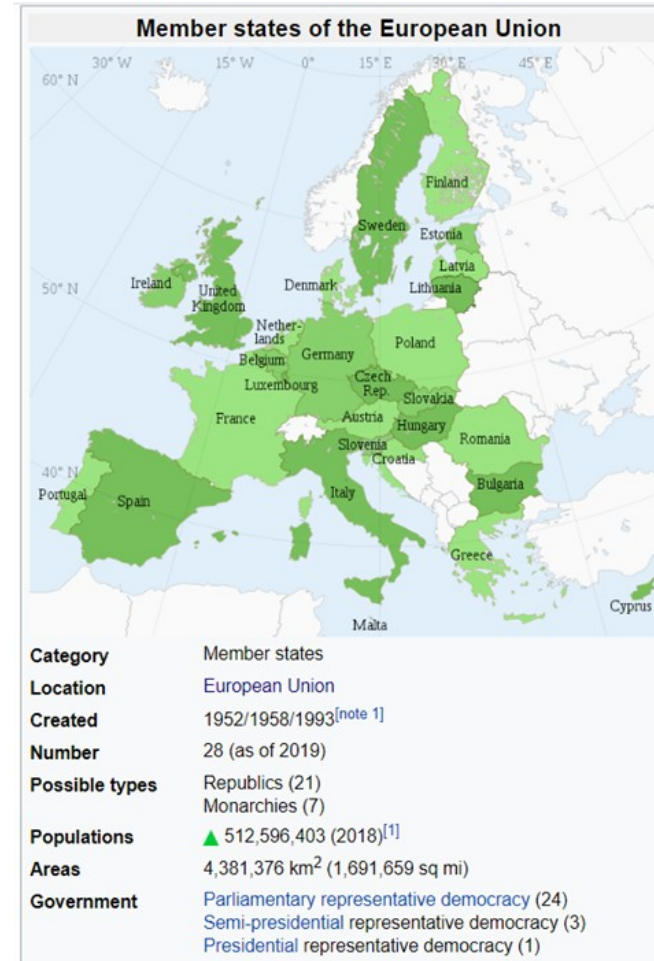 Member states of the European Union
60° N
30° W
15° W
0°
15° E
30° E
45° E
Finland
Sweden
Estonia
Latvia
Lithuania
50° N
Ireland
United
Kingdom
Denmark
Nether-
lands
Belgium
Luxembourg
Germany
Poland
Czech
Rep.
Slovakia
France
Austria
Hungary
Slovenia
Croatia
Romania
40° N
Portugal
Spain
Italy
Bulgaria
Greece
Malta
Cyprus
Category Member states
Location European Union
Created 1952/1958/1993[note 1]
Number 28 (as of 2019)
Possible types Republics (21)
Monarchies (7)
Populations ▲ 512,596,403 (2018)[1]
Areas 4,381,376 km² (1,691,659 sq mi)
Government Parliamentary representative democracy (24)
Semi-presidential representative democracy (3)
Presidential representative democracy (1)